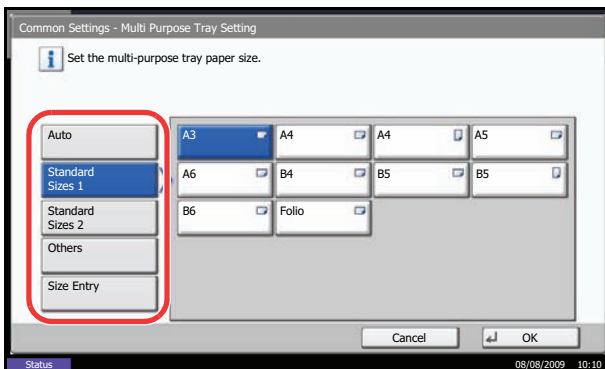 Common Settings - Multi Purpose Tray Setting
Set the multi-purpose tray paper size.
Auto
Standard
Sizes 1
Standard
Sizes 2
Others
Size Entry
A3
A4
A4
A5
A6
B4
B5
B5
B6
Folio
Cancel
OK
Status
08/08/2009 10:10